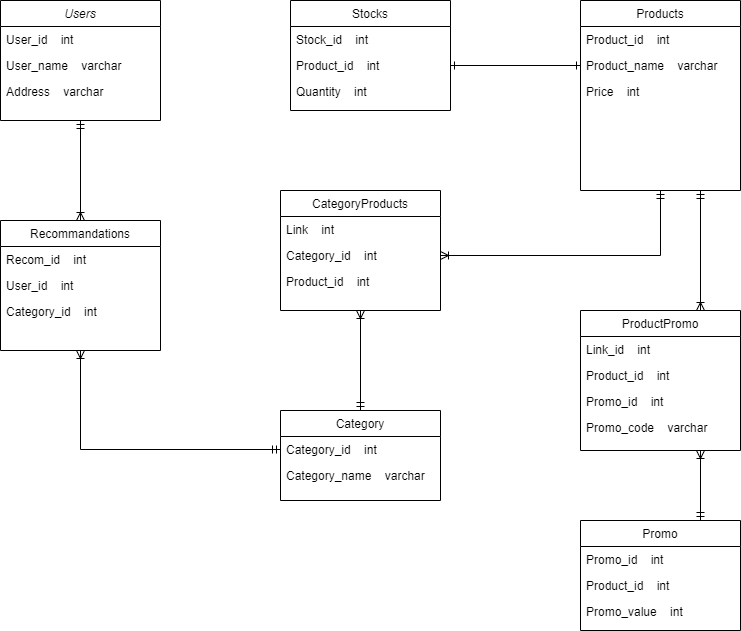 Users
User_id int
User_name varchar
Address varchar
Stocks
Stock_id int
Product_id int
Quantity int
Products
Product_id int
Product_name varchar
Price int
CategoryProducts
Link int
Category_id int
Product_id int
Recommandations
Recom_id int
User_id int
Category_id int
ProductPromo
Link_id int
Product_id int
Promo_id int
Promo_code varchar
Category
Category_id int
Category_name varchar
Promo
Promo_id int
Product_id int
Promo_value int